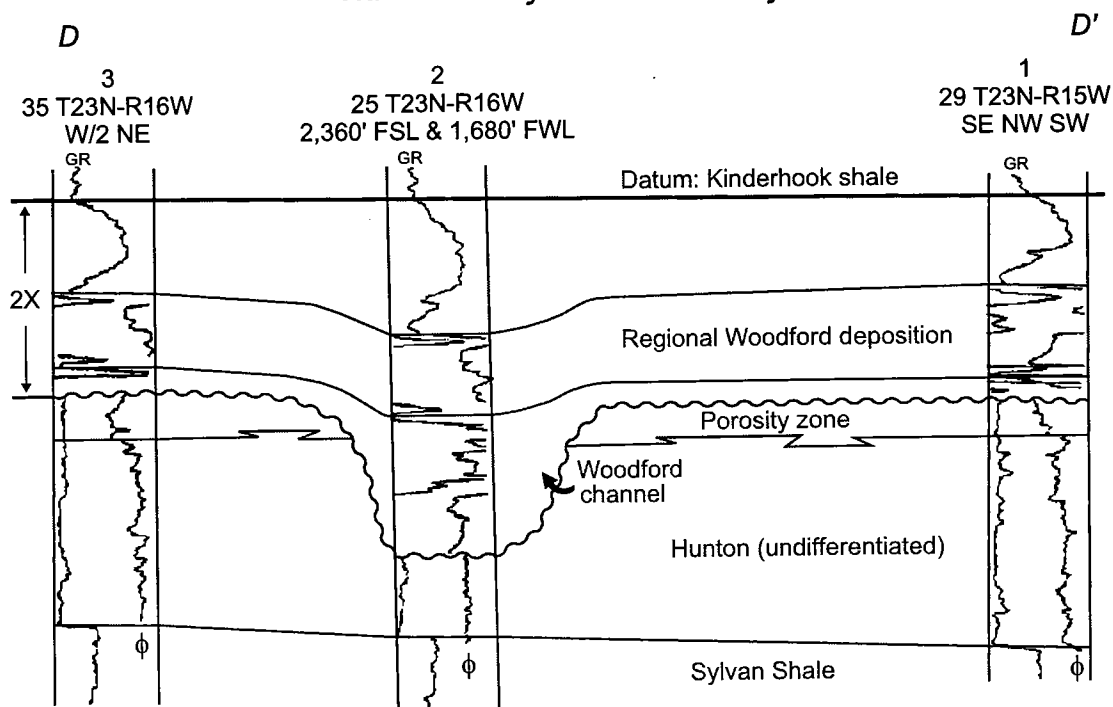 D
D'
3
35 T23N-R16W
W/2 NE
2
25 T23N-R16W
2,360' FSL & 1,680' FWL
1
29 T23N-R15W
SE NW SW
GR
GR
GR
Datum: Kinderhook shale
2X
Regional Woodford deposition
Porosity zone
Woodford
channel
Hunton (undifferentiated)
ϕ
ϕ
ϕ
Sylvan Shale